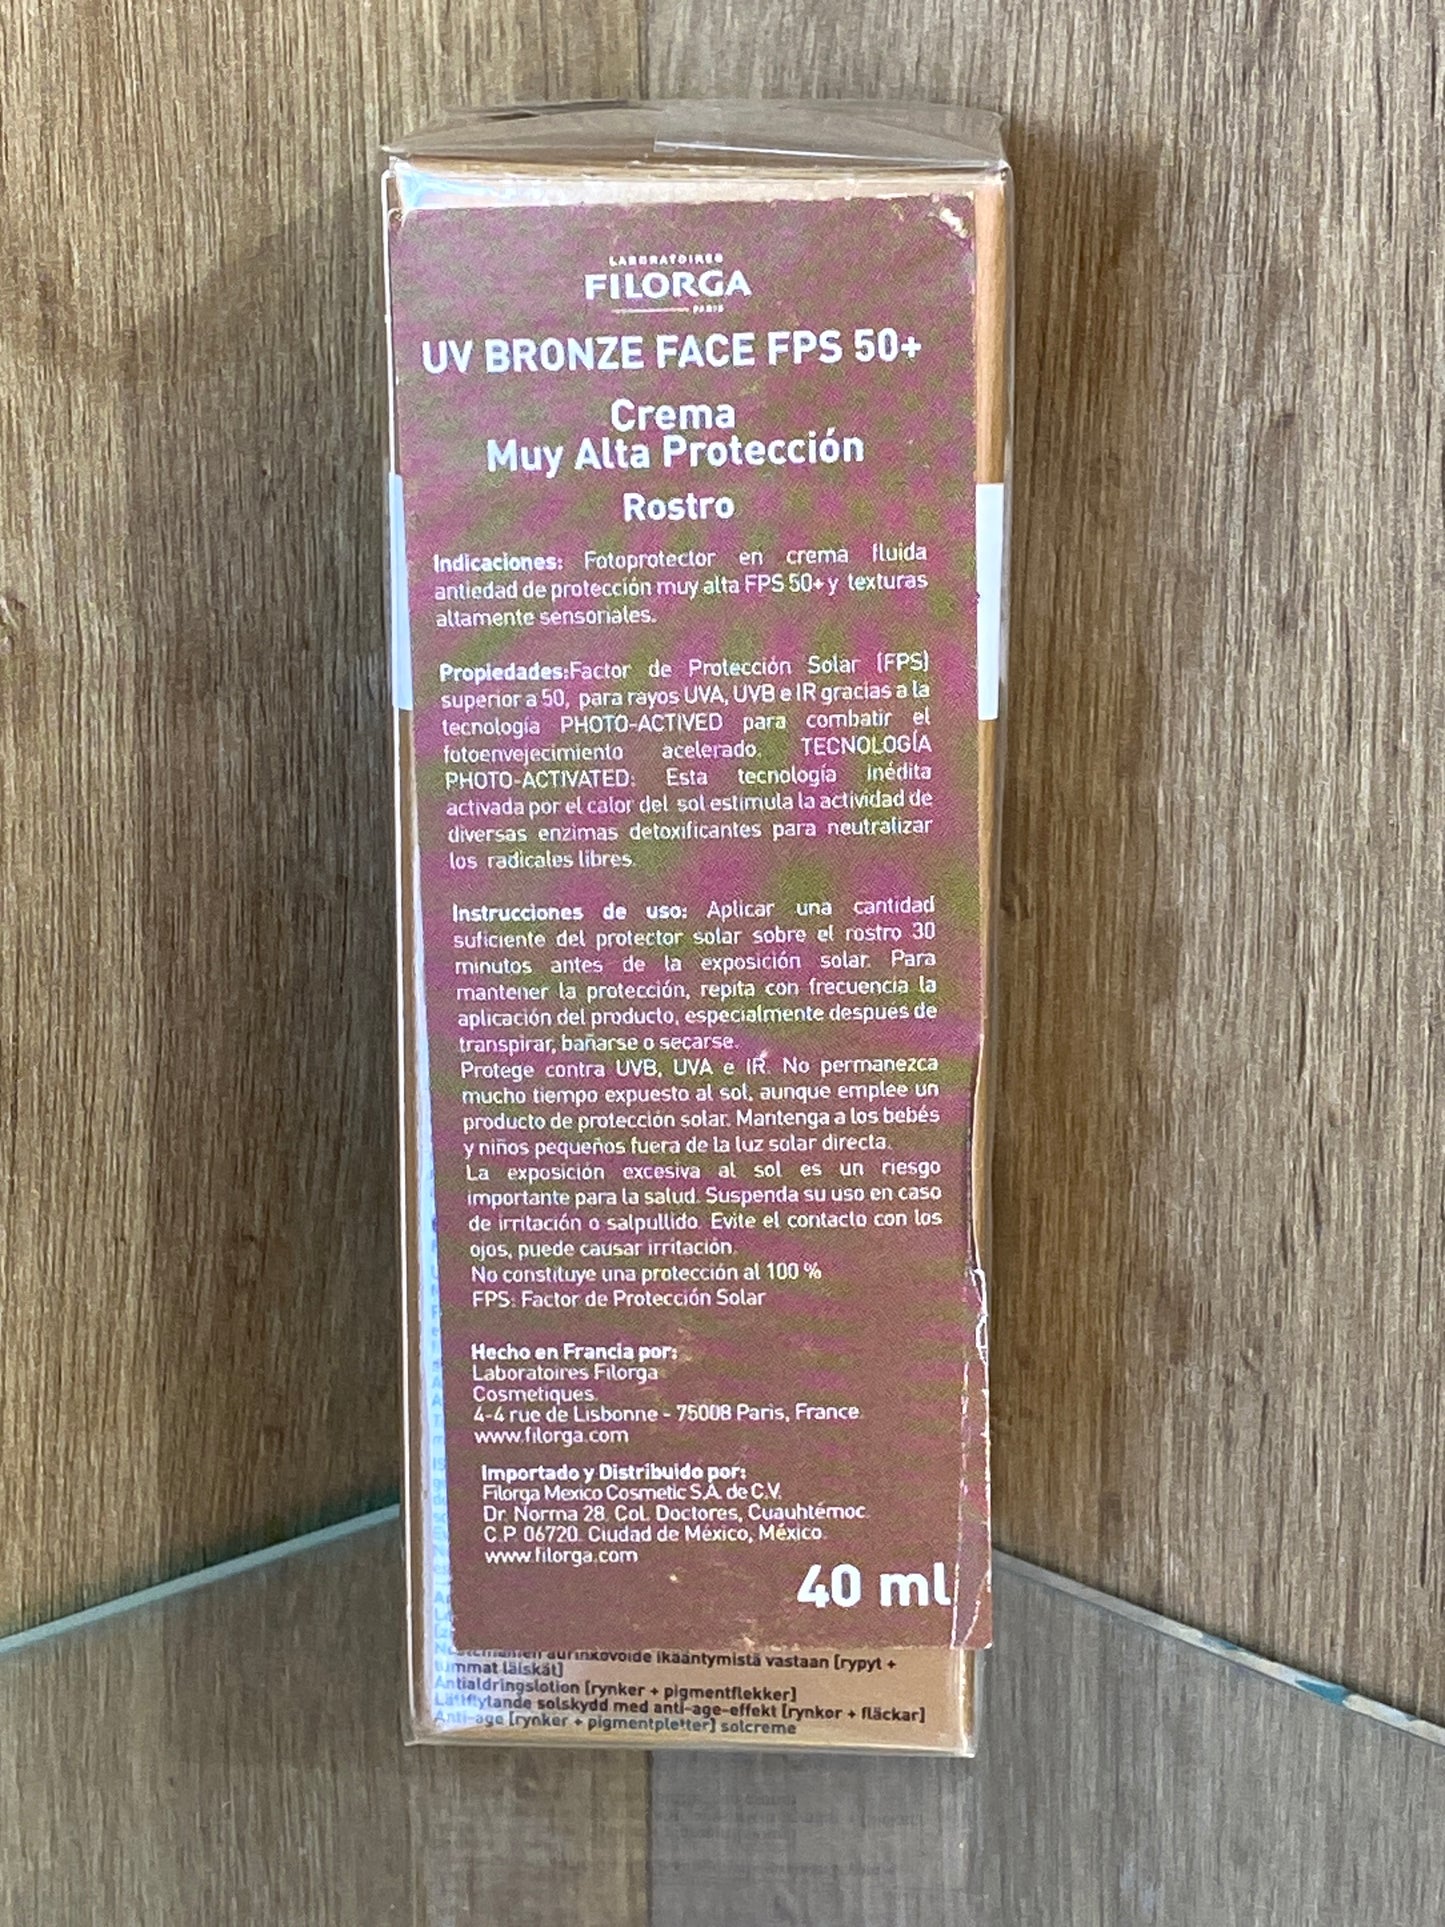 LABORATOIRES
FILORGA
PARIS
UV BRONZE FACE FPS 50+
Crema
Muy Alta Protección
Rostro
Indicaciones: Fotoprotector en crema fluida
antiedad de protección muy alta FPS 50+ y texturas
altamente sensoriales.
Propiedades:Factor de Protección Solar (FPS)
superior a 50, para rayos UVA, UVB e IR gracias a la
tecnología PHOTO-ACTIVED para combatir el
fotoenvejecimiento acelerado. TECNOLOGÍA
PHOTO-ACTIVATED: Esta tecnología inédita
activada por el calor del sol estimula la actividad de
diversas enzimas detoxificantes para neutralizar
los radicales libres.
Instrucciones de uso: Aplicar una cantidad
suficiente del protector solar sobre el rostro 30
minutos antes de la exposición solar. Para
mantener la protección, repita con frecuencia la
aplicación del producto, especialmente después de
transpirar, bañarse o secarse.
Protege contra UVB, UVA e IR. No permanezca
mucho tiempo expuesto al sol, aunque emplee un
producto de protección solar. Mantenga a los bebés
y niños pequeños fuera de la luz solar directa.
La exposición excesiva al sol es un riesgo
importante para la salud. Suspenda su uso en caso
de irritación o salpullido. Evite el contacto con los
ojos, puede causar irritación.
No constituye una protección al 100 %
FPS: Factor de Protección Solar
Hecho en Francia por:
Laboratoires Filorga
Cosmetiques.
4-4 rue de Lisbonne - 75008 Paris, France.
www.filorga.com
Importado y Distribuido por:
Filorga Mexico Cosmetic S.A. de C.V.
Dr. Norma 28. Col. Doctores, Cuauhtémoc.
C.P. 06720. Ciudad de México, México.
www.filorga.com
40 ml
aurinkovoide ikääntymistä vastaan [rypyt +
tummat läiskät]
Antialdringslotion [rynker + pigmentflekker]
Lättflytande solskydd med anti-age-effekt [rynkor + fläckar]
Anti-age [rynker + pigmentpletter] solcreme